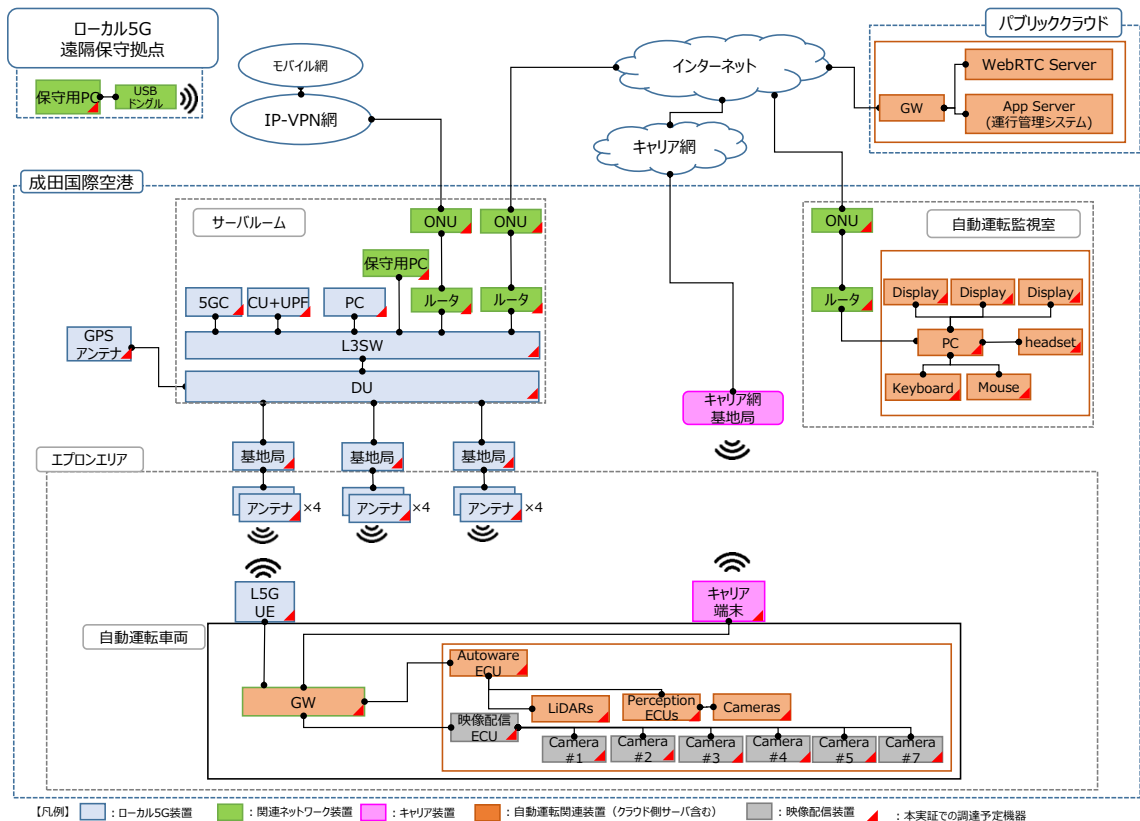 ローカル5G
遠隔保守拠点
保守用PC
USB
ドングル
モバイル網
IP-VPN網
インターネット
キャリア網
パブリッククラウド
GW
WebRTC Server
App Server
(運行管理システム)
成田国際空港
サーバルーム
ONU
ONU
保守用PC
5GC
CU+UPF
PC
ルータ
ルータ
L3SW
GPS
アンテナ
DU
ONU
ルータ
自動運転監視室
Display
Display
Display
PC
headset
Keyboard
Mouse
キャリア網
基地局
エプロンエリア
基地局
基地局
基地局
アンテナ
×4
アンテナ
×4
アンテナ
×4
L5G
UE
キャリア
端末
自動運転車両
GW
Autoware
ECU
LiDARs
Perception
ECUs
Cameras
映像配信
ECU
Camera
#1
Camera
#2
Camera
#3
Camera
#4
Camera
#5
Camera
#7
【凡例】
：ローカル5G装置
：関連ネットワーク装置
：キャリア装置
：自動運転関連装置（クラウド側サーバ含む）
：映像配信装置
：本実証での調達予定機器